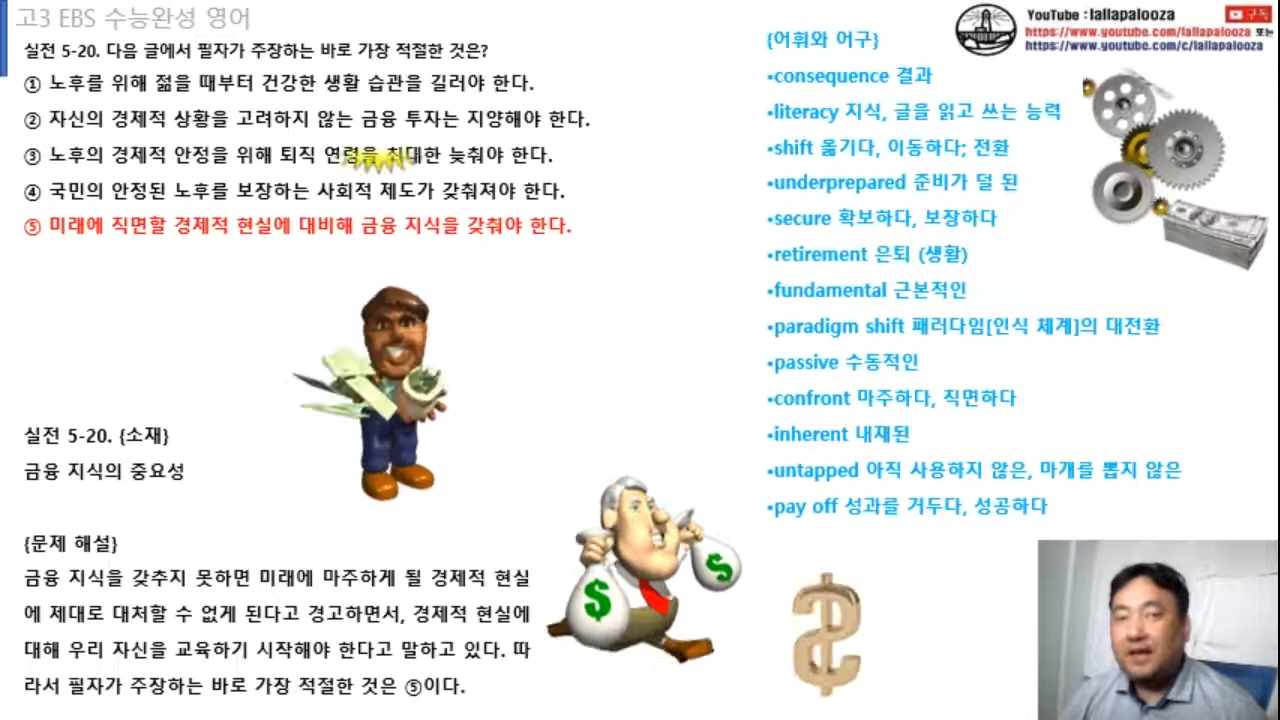 고3 EBS 수능완성 영어
실전 5-20. 다음 글에서 필자가 주장하는 바로 가장 적절한 것은?
① 노후를 위해 젊을 때부터 건강한 생활 습관을 길러야 한다.
② 자신의 경제적 상황을 고려하지 않는 금융 투자는 지양해야 한다.
③ 노후의 경제적 안정을 위해 퇴직 연령을 최대한 늦춰야 한다.
④ 국민의 안정된 노후를 보장하는 사회적 제도가 갖춰져야 한다.
⑤ 미래에 직면할 경제적 현실에 대비해 금융 지식을 갖춰야 한다.
실전 5-20. {소재}
금융 지식의 중요성
{문제 해설}
금융 지식을 갖추지 못하면 미래에 마주하게 될 경제적 현실
에 제대로 대처할 수 없게 된다고 경고하면서, 경제적 현실에
대해 우리 자신을 교육하기 시작해야 한다고 말하고 있다. 따
라서 필자가 주장하는 바로 가장 적절한 것은 ⑤이다.
{어휘와 어구}
•consequence 결과
•literacy 지식, 글을 읽고 쓰는 능력
•shift 옮기다, 이동하다; 전환
•underprepared 준비가 덜 된
•secure 확보하다, 보장하다
•retirement 은퇴 (생활)
•fundamental 근본적인
•paradigm shift 패러다임[인식 체계]의 대전환
•passive 수동적인
•confront 마주하다, 직면하다
•inherent 내재된
•untapped 아직 사용하지 않은, 마개를 뽑지 않은
•pay off 성과를 거두다, 성공하다
YouTube : lallapalooza 구독
https://www.youtube.com/lallapalooza 또는
https://www.youtube.com/c/lallapalooza
$
$